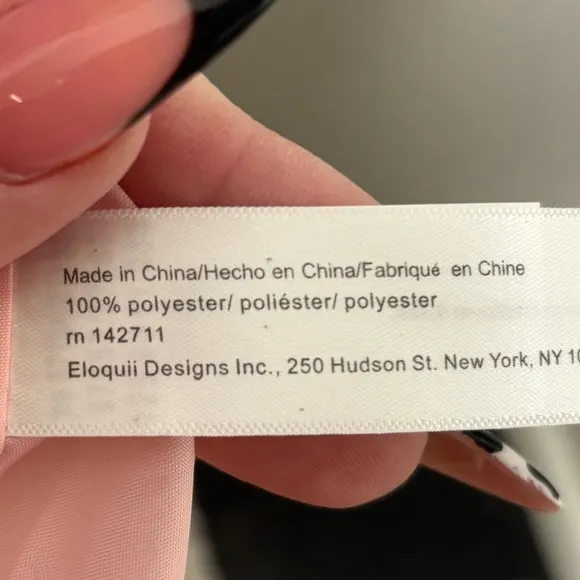 Made in China/Hecho en China/Fabriqué en Chine
100% polyester/ poliéster/ polyester
rn 142711
Eloquii Designs Inc., 250 Hudson St. New York, NY 10